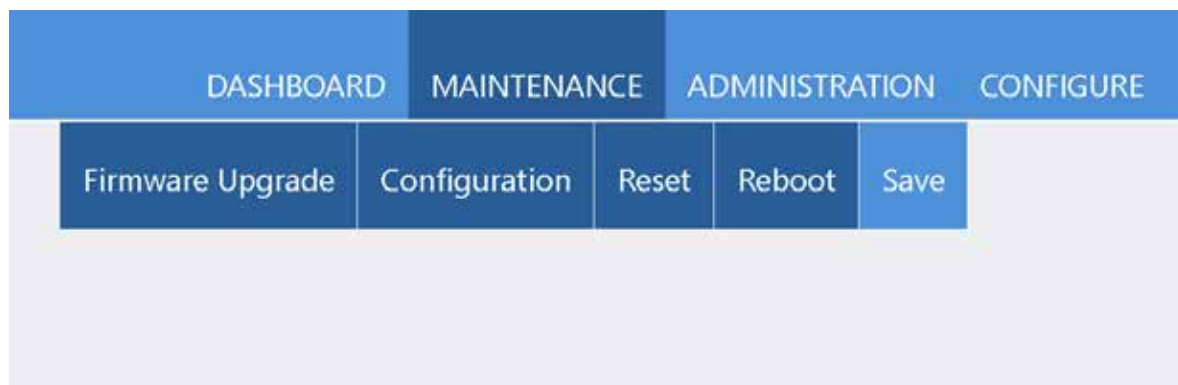 DASHBOARD MAINTENANCE ADMINISTRATION CONFIGURE
Firmware Upgrade Configuration Reset Reboot Save